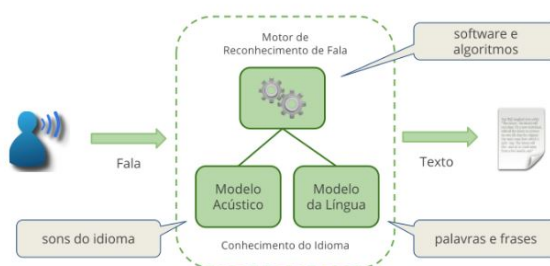 Motor de
Reconhecimento de Fala
software e
algoritmos
Fala
Texto
Modelo
Acústico
Modelo
da Língua
sons do idioma
Conhecimento do Idioma
palavras e frases